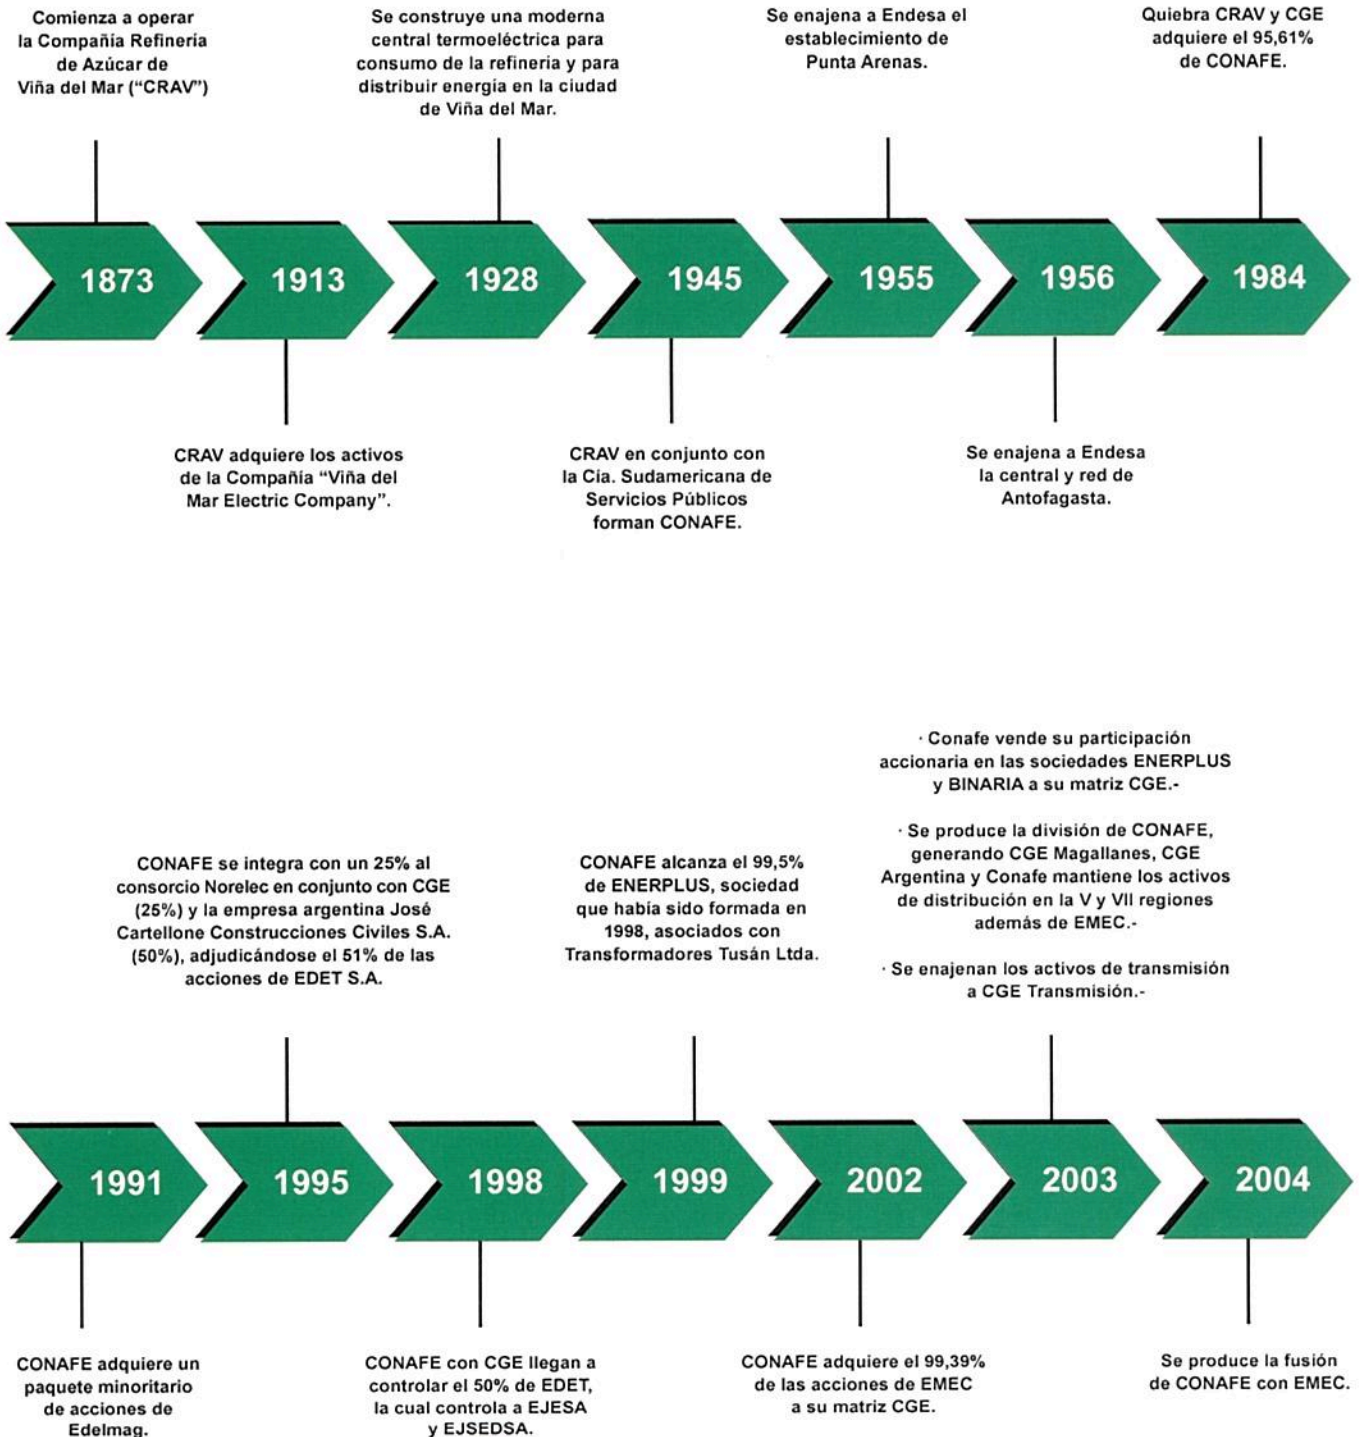 Comienza a operar
la Compañía Refinería
de Azúcar de
Viña del Mar (“CRAV”)
Se construye una moderna
central termoeléctrica para
consumo de la refinería y para
distribuir energía en la ciudad
de Viña del Mar.
Se enajena a Endesa el
establecimiento de
Punta Arenas.
Quiebra CRAV y CGE
adquiere el 95,61%
de CONAFE.
1873
1913
1928
1945
1955
1956
1984
CRAV adquiere los activos
de la Compañía “Viña del
Mar Electric Company”.
CRAV en conjunto con
la Cía. Sudamericana de
Servicios Públicos
forman CONAFE.
Se enajena a Endesa
la central y red de
Antofagasta.
CONAFE se integra con un 25% al
consorcio Norelec en conjunto con CGE
(25%) y la empresa argentina José
Cartellone Construcciones Civiles S.A.
(50%), adjudicándose el 51% de las
acciones de EDET S.A.
CONAFE alcanza el 99,5%
de ENERPLUS, sociedad
que había sido formada en
1998, asociados con
Transformadores Tusán Ltda.
· Conafe vende su participación
accionaria en las sociedades ENERPLUS
y BINARIA a su matriz CGE.-
· Se produce la división de CONAFE,
generando CGE Magallanes, CGE
Argentina y Conafe mantiene los activos
de distribución en la V y VII regiones
además de EMEC.-
· Se enajenan los activos de transmisión
a CGE Transmisión.-
1991
1995
1998
1999
2002
2003
2004
CONAFE adquiere un
paquete minoritario
de acciones de
Edelmag.
CONAFE con CGE llegan a
controlar el 50% de EDET,
la cual controla a EJESA
y EJSEDSA.
CONAFE adquiere el 99,39%
de las acciones de EMEC
a su matriz CGE.
Se produce la fusión
de CONAFE con EMEC.